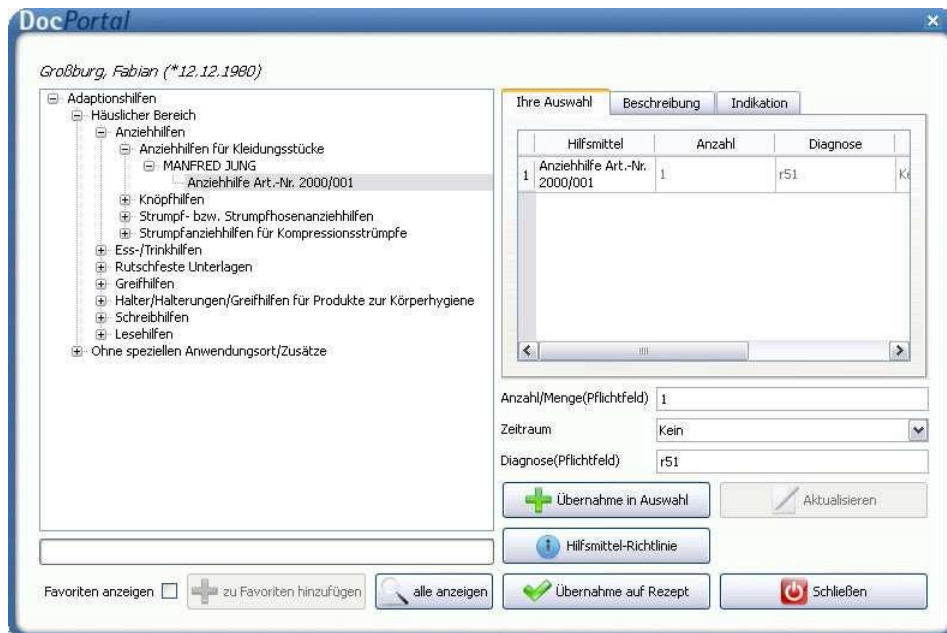 DocPortal
Großburg, Fabian (*12.12.1980)
Adaptionshilfen
Häuslicher Bereich
Anziehhilfen
Anziehhilfen für Kleidungsstücke
MANFRED JUNG
Anziehhilfe Art.-Nr. 2000/001
Knöpfhilfen
Strumpf- bzw. Strumpfhosenanziehhilfen
Strumpfanziehhilfen für Kompressionsstrümpfe
Ess-/Trinkhilfen
Rutschfeste Unterlagen
Greifhilfen
Halter/Halterungen/Greifhilfen für Produkte zur Körperhygiene
Schreibhilfen
Lesehilfen
Ohne speziellen Anwendungsort/Zusätze
Favoriten anzeigen
zu Favoriten hinzufügen
alle anzeigen
Ihre Auswahl Beschreibung Indikation
Hilfsmittel Anzahl Diagnose
1 Anziehhilfe Art.-Nr. 2000/001 1 r51 Ke
Anzahl/Menge(Pflichtfeld) 1
Zeitraum Kein
Diagnose(Pflichtfeld) r51
Übernahme in Auswahl Aktualisieren
Hilfsmittel-Richtlinie
Übernahme auf Rezept Schließen